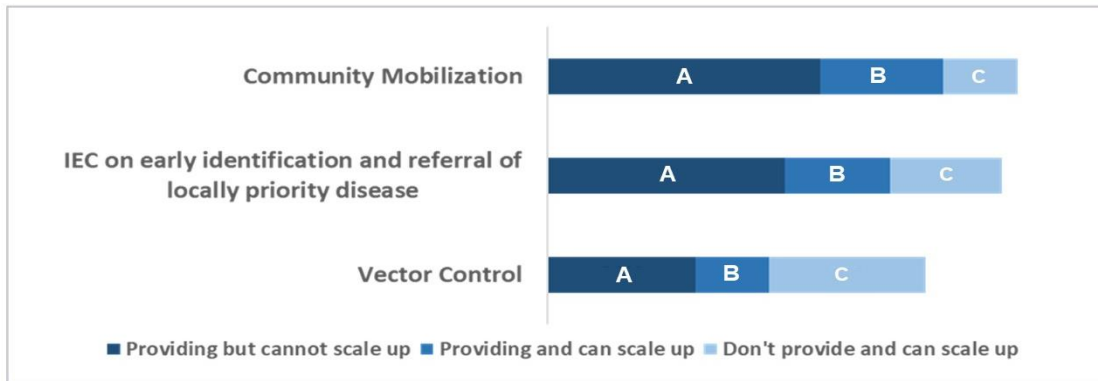 Community Mobilization
A B C
IEC on early identification and referral of
locally priority disease
A B C
Vector Control
A B C
Providing but cannot scale up Providing and can scale up Don't provide and can scale up